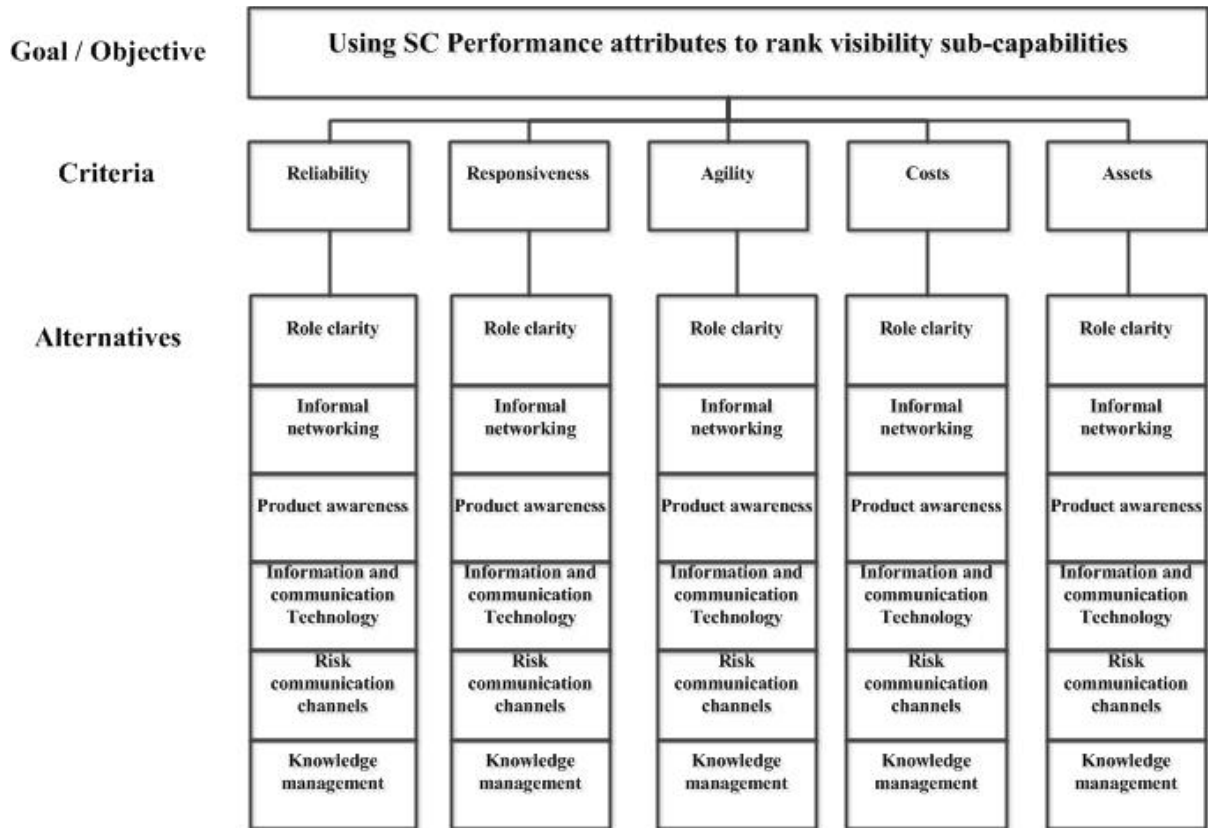 Goal / Objective
Using SC Performance attributes to rank visibility sub-capabilities
Criteria
Reliability
Responsiveness
Agility
Costs
Assets
Alternatives
Role clarity
Role clarity
Role clarity
Role clarity
Role clarity
Informal
networking
Informal
networking
Informal
networking
Informal
networking
Informal
networking
Product awareness
Product awareness
Product awareness
Product awareness
Product awareness
Information and
communication
Technology
Information and
communication
Technology
Information and
communication
Technology
Information and
communication
Technology
Information and
communication
Technology
Risk
communication
channels
Risk
communication
channels
Risk
communication
channels
Risk
communication
channels
Risk
communication
channels
Knowledge
management
Knowledge
management
Knowledge
management
Knowledge
management
Knowledge
management